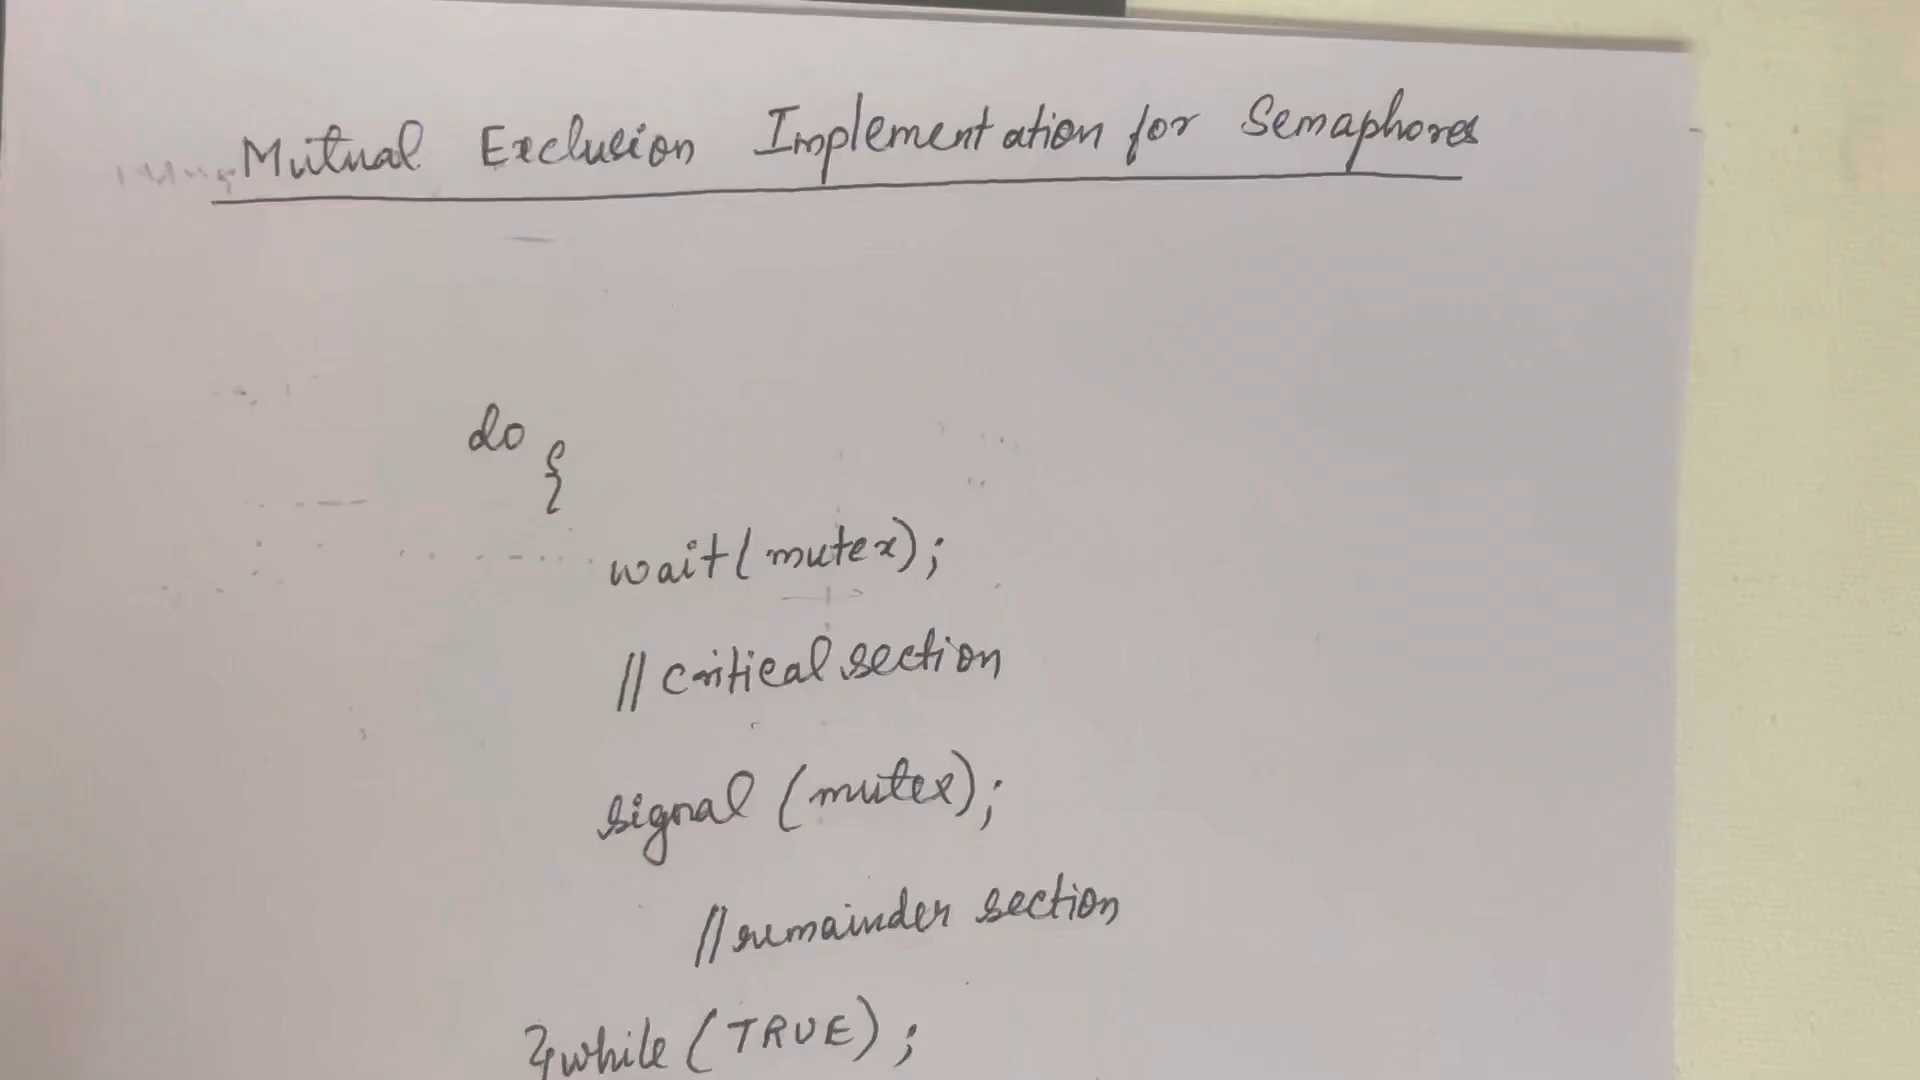 Mutual Exclusion Implementation for Semaphores
do
{
wait(mutex);
// critical section
signal (mutex);
// remainder section
} while (TRUE);